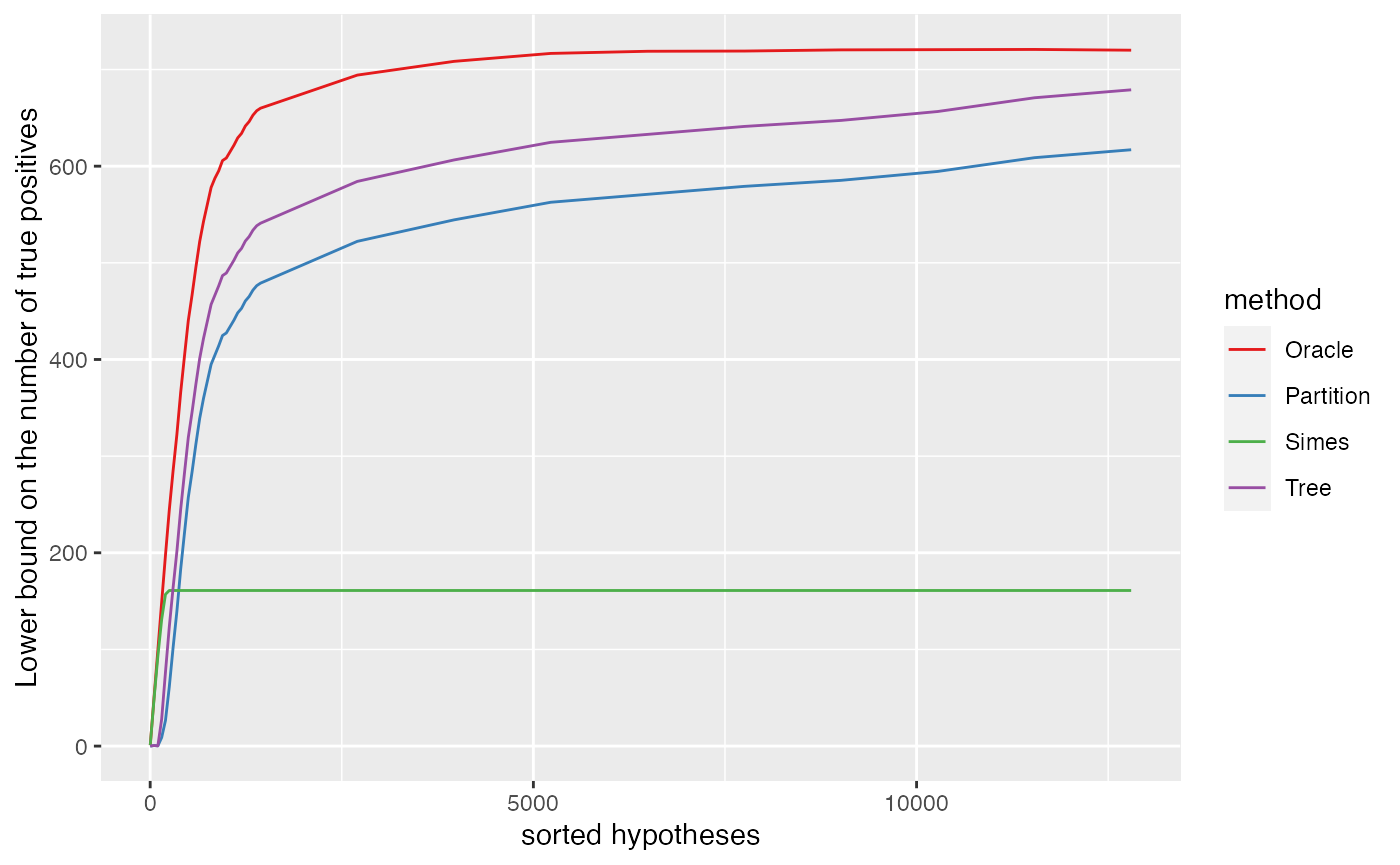 Lower bound on the number of true positives
600
400
200
0
0
5000
10000
sorted hypotheses
method
Oracle
Partition
Simes
Tree